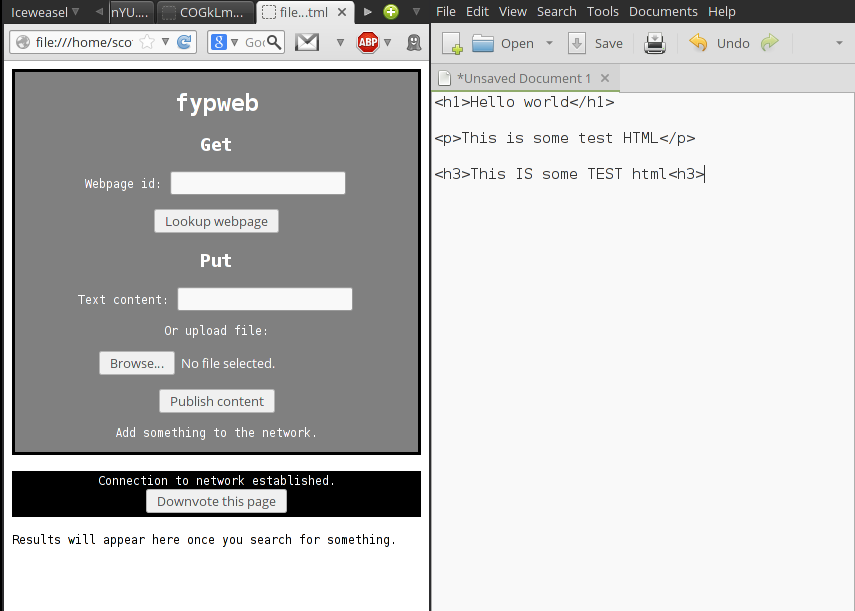 Iceweasel
nYU....
COGkLm...
file...tml
file:///home/sco
8
Goo
ABP
fypweb
Get
Webpage id:
Lookup webpage
Put
Text content:
Or upload file:
Browse... No file selected.
Publish content
Add something to the network.
Connection to network established.
Downvote this page
Results will appear here once you search for something.
File Edit View Search Tools Documents Help
Open Save Undo
*Unsaved Document 1
<h1>Hello world</h1>
<p>This is some test HTML</p>
<h3>This IS some TEST html<h3>